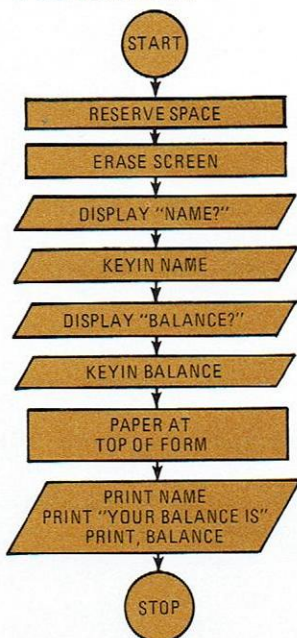 START
RESERVE SPACE
ERASE SCREEN
DISPLAY "NAME?"
KEYIN NAME
DISPLAY "BALANCE?"
KEYIN BALANCE
PAPER AT
TOP OF FORM
PRINT NAME
PRINT "YOUR BALANCE IS"
PRINT, BALANCE
STOP